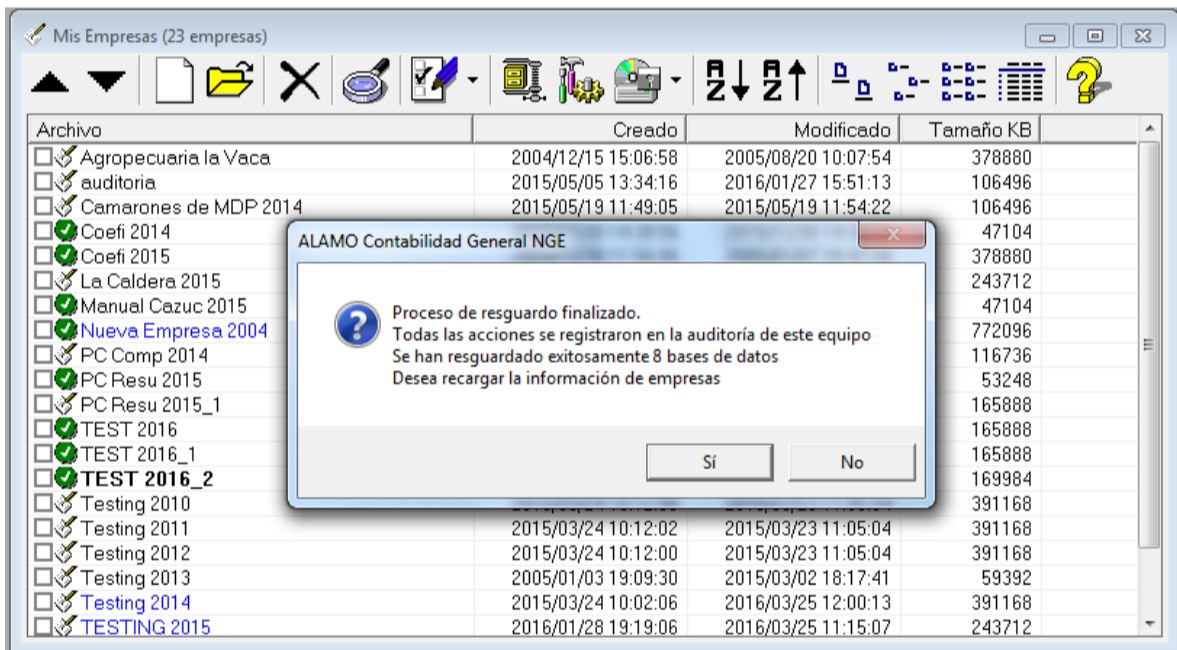 Mis Empresas (23 empresas)
Archivo Creado Modificado Tamaño KB
Agropecuaria la Vaca 2004/12/15 15:06:58 2005/08/20 10:07:54 378880
auditoria 2015/05/05 13:34:16 2016/01/27 15:51:13 106496
Camarones de MDP 2014 2015/05/19 11:49:05 2015/05/19 11:54:22 106496
Coefi 2014 47104
Coefi 2015 378880
La Caldera 2015 243712
Manual Cazuc 2015 47104
Nueva Empresa 2004 772096
PC Comp 2014 116736
PC Resu 2015 53248
PC Resu 2015_1 165888
TEST 2016 165888
TEST 2016_1 165888
TEST 2016_2 169984
Testing 2010 391168
Testing 2011 2015/03/24 10:12:02 2015/03/23 11:05:04 391168
Testing 2012 2015/03/24 10:12:00 2015/03/23 11:05:04 391168
Testing 2013 2005/01/03 19:09:30 2015/03/02 18:17:41 59392
Testing 2014 2015/03/24 10:02:06 2016/03/25 12:00:13 391168
TESTING 2015 2016/01/28 19:19:06 2016/03/25 11:15:07 243712
ALAMO Contabilidad General NGE
Proceso de resguardo finalizado.
Todas las acciones se registraron en la auditoría de este equipo
Se han resguardado exitosamente 8 bases de datos
Desea recargar la información de empresas
Sí No